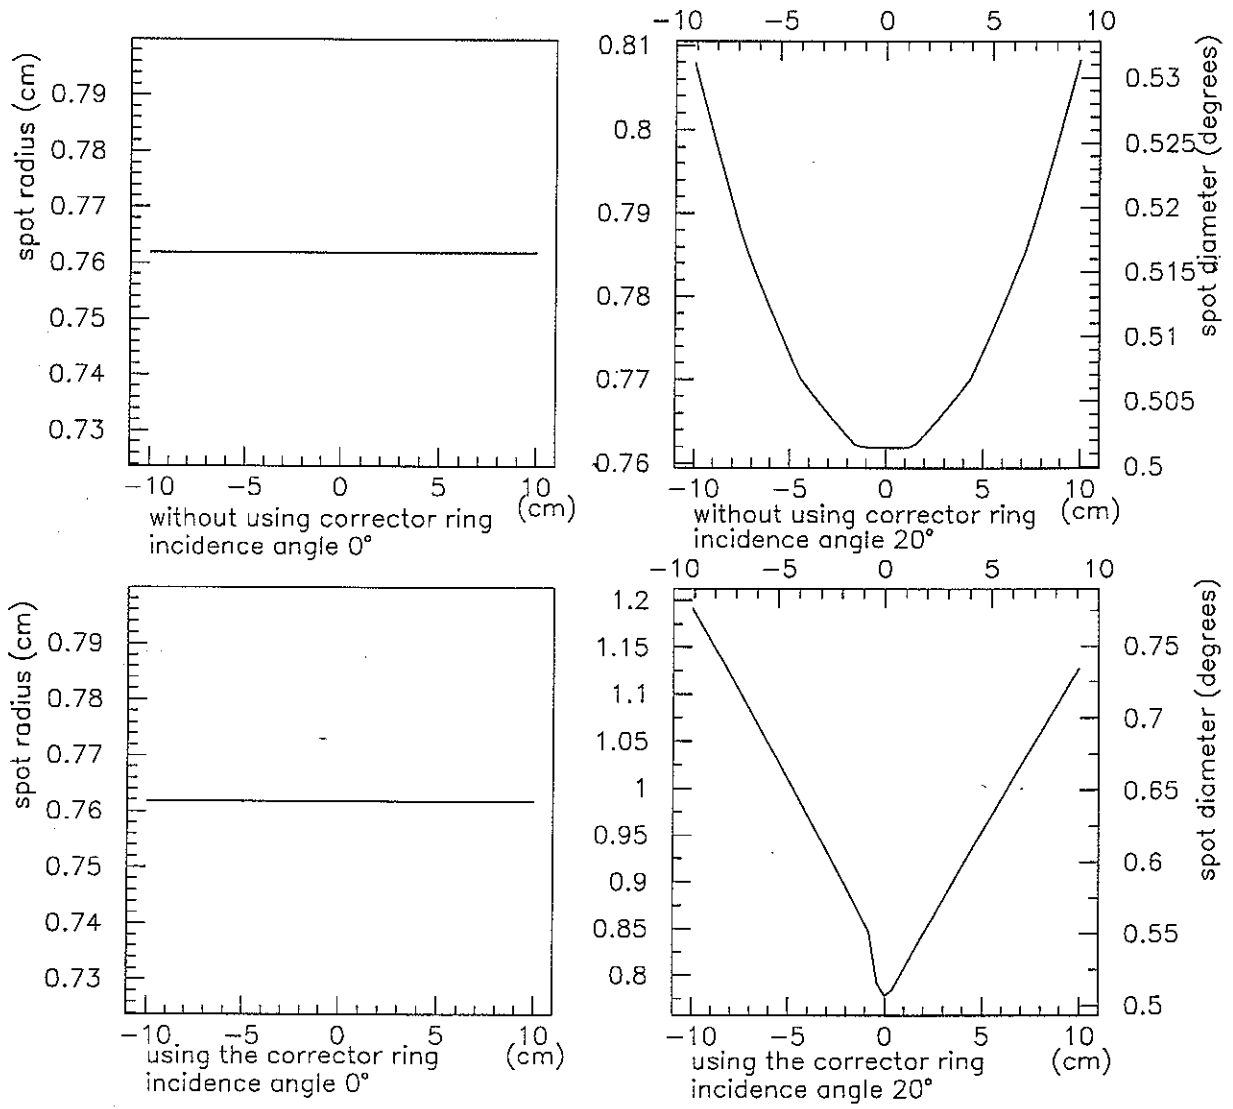 spot radius (cm)
0.79
0.78
0.77
0.76
0.75
0.74
0.73
-10 -5 0 5 10
(cm)
without using corrector ring
incidence angle 0°
-10 -5 0 5 10
0.81
0.8
0.79
0.78
0.77
0.76
0.53
0.525
0.52
0.515
0.51
0.505
0.5
spot diameter (degrees)
-10 -5 0 5 10
(cm)
without using corrector ring
incidence angle 20°
spot radius (cm)
0.79
0.78
0.77
0.76
0.75
0.74
0.73
-10 -5 0 5 10
(cm)
using the corrector ring
incidence angle 0°
-10 -5 0 5 10
1.2
1.15
1.1
1.05
1
0.95
0.9
0.85
0.8
0.75
0.7
0.65
0.6
0.55
0.5
spot diameter (degrees)
-10 -5 0 5 10
(cm)
using the corrector ring
incidence angle 20°